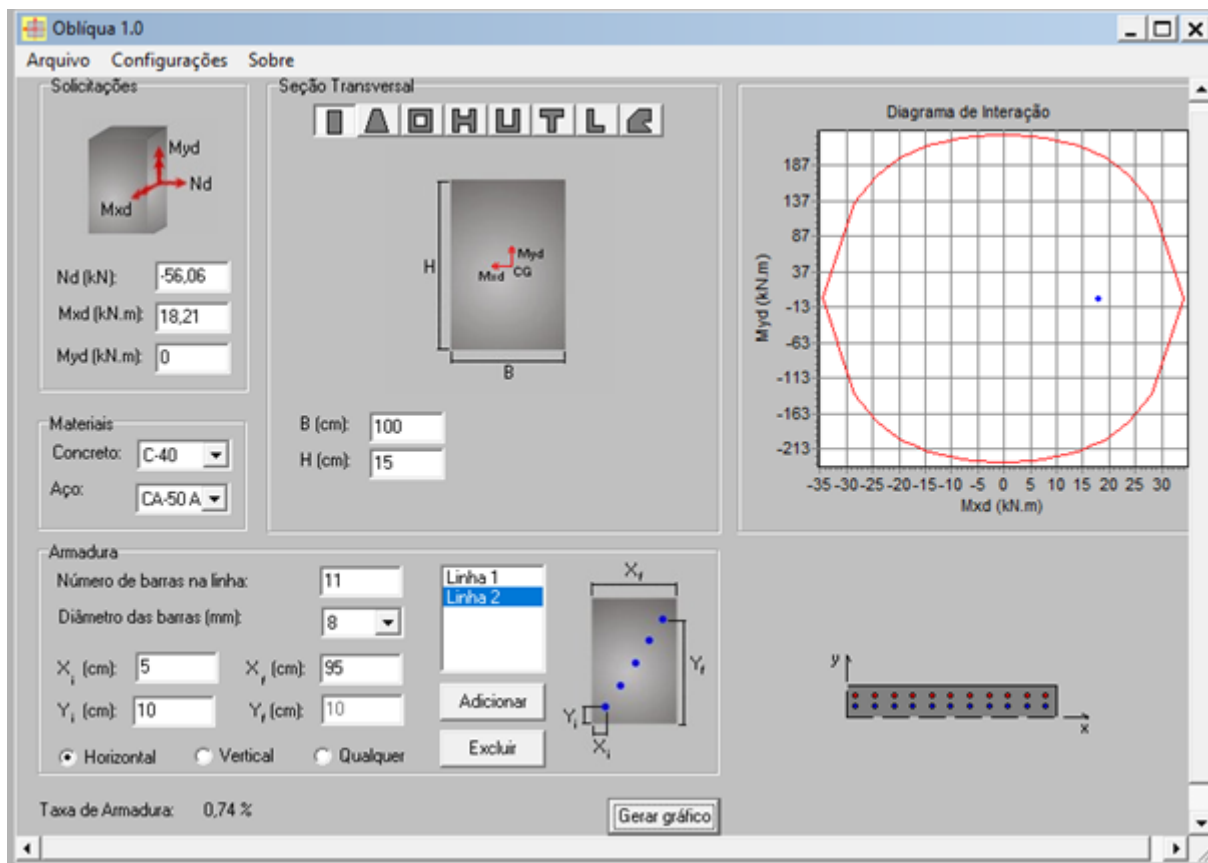 Oblíqua 1.0
Arquivo Configurações Sobre
Solicitações
Myd
Nd
Mxd
Nd (kN): -56,06
Mxd (kN.m): 18,21
Myd (kN.m): 0
Materiais
Concreto: C-40
Aço: CA-50 A
Seção Transversal
H
Myd
Mxd CG
B
B (cm): 100
H (cm): 15
Diagrama de Interação
Myd (kN.m)
187
137
87
37
-13
-63
-113
-163
-213
-35 -30 -25 -20 -15 -10 -5 0 5 10 15 20 25 30
Mxd (kN.m)
Armadura
Número de barras na linha: 11
Diâmetro das barras (mm): 8
Xi (cm): 5 Xf (cm): 95
Yi (cm): 10 Yf (cm): 10
Horizontal Vertical Qualquer
Linha 1
Linha 2
Adicionar
Excluir
Xf
Yf
Yi
Xi
y
x
Taxa de Armadura: 0,74 %
Gerar gráfico